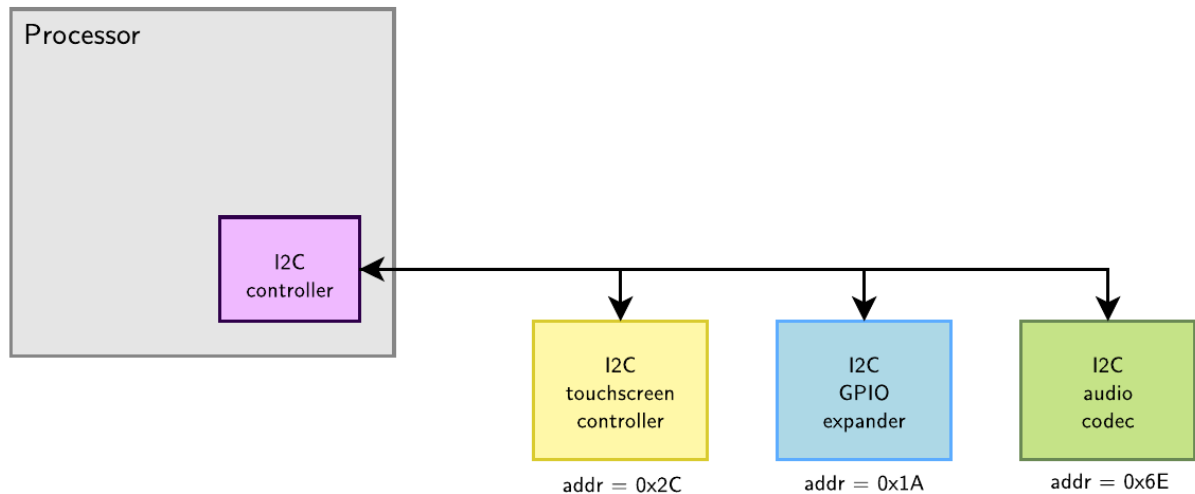 Processor
I2C
controller
I2C
touchscreen
controller
I2C
GPIO
expander
I2C
audio
codec
addr = 0x2C
addr = 0x1A
addr = 0x6E